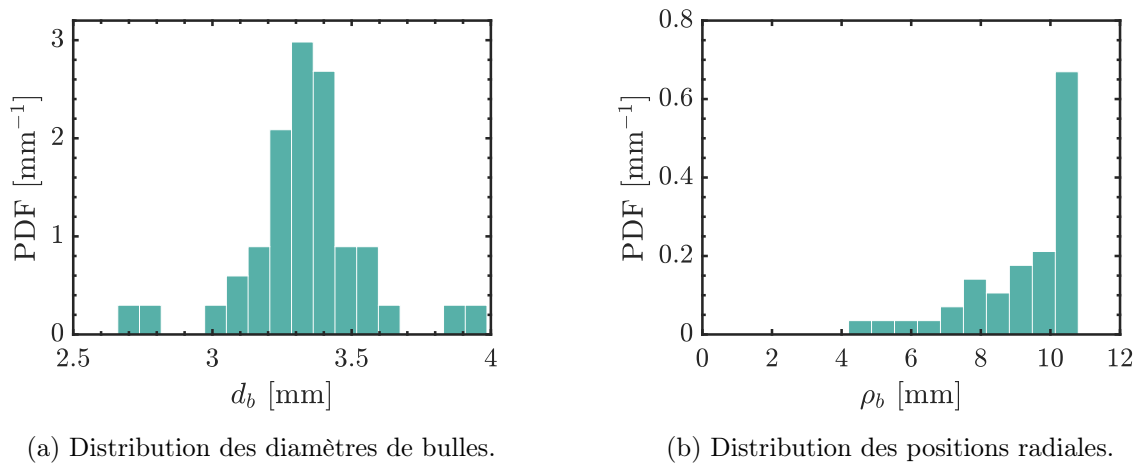 PDF [mm⁻¹]
3
2
1
0
2.5 3 3.5 4
d_b [mm]
(a) Distribution des diamètres de bulles.
PDF [mm⁻¹]
0.8
0.6
0.4
0.2
0
0 2 4 6 8 10 12
ρ_b [mm]
(b) Distribution des positions radiales.